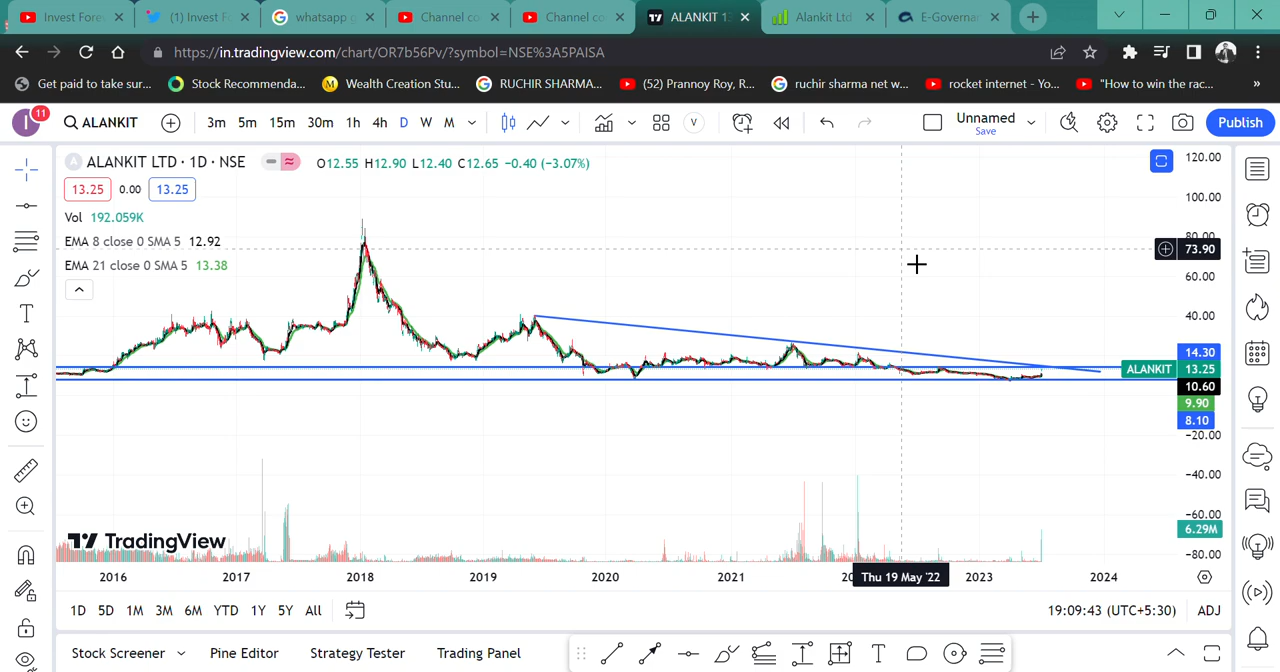 Invest Fore
(1) Invest F
whatsapp g
Channel co
Channel co
ALANKIT 1
Alankit Ltd
E-Governa
https://in.tradingview.com/chart/OR7b56Pv/?symbol=NSE%3A5PAISA
Get paid to take sur...
Stock Recommenda...
Wealth Creation Stu...
RUCHIR SHARMA...
(52) Prannoy Roy, R...
ruchir sharma net w...
rocket internet - Yo...
"How to win the rac...
»
I
11
ALANKIT
3m
5m
15m
30m
1h
4h
D
W
M
V
Unnamed
Save
Publish
A
ALANKIT LTD · 1D · NSE
O12.55 H12.90 L12.40 C12.65 −0.40 (−3.07%)
13.25
0.00
13.25
Vol 192.059K
EMA 8 close 0 SMA 5 12.92
EMA 21 close 0 SMA 5 13.38
120.00
100.00
80.00
73.90
60.00
40.00
14.30
ALANKIT 13.25
10.60
9.90
8.10
−20.00
−40.00
−60.00
6.29M
−80.00
TradingView
2016
2017
2018
2019
2020
2021
Thu 19 May '22
2023
2024
1D
5D
1M
3M
6M
YTD
1Y
5Y
All
19:09:43 (UTC+5:30)
ADJ
Stock Screener
Pine Editor
Strategy Tester
Trading Panel